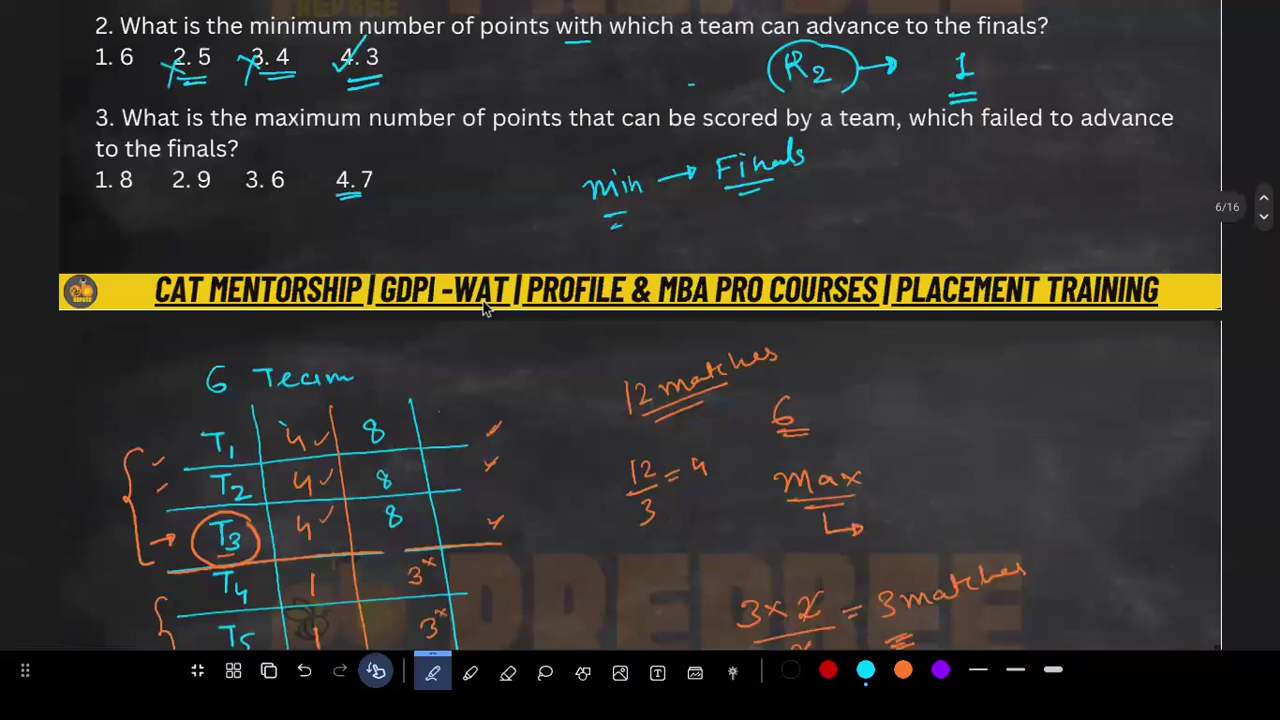 2. What is the minimum number of points with which a team can advance to the finals?
1. 6 2. 5 3. 4 4. 3
R2 → 1
3. What is the maximum number of points that can be scored by a team, which failed to advance
to the finals?
min → Finals
1. 8 2. 9 3. 6 4. 7
6/16
CAT MENTORSHIP | GDPI -WAT | PROFILE & MBA PRO COURSES | PLACEMENT TRAINING
6 Team
12 matches
6
T1 4 8
T2 4 8
12/3 = 4
Max
T3 4 8
T4 1 3
3 x 2 = 3 matches
T5 1 3